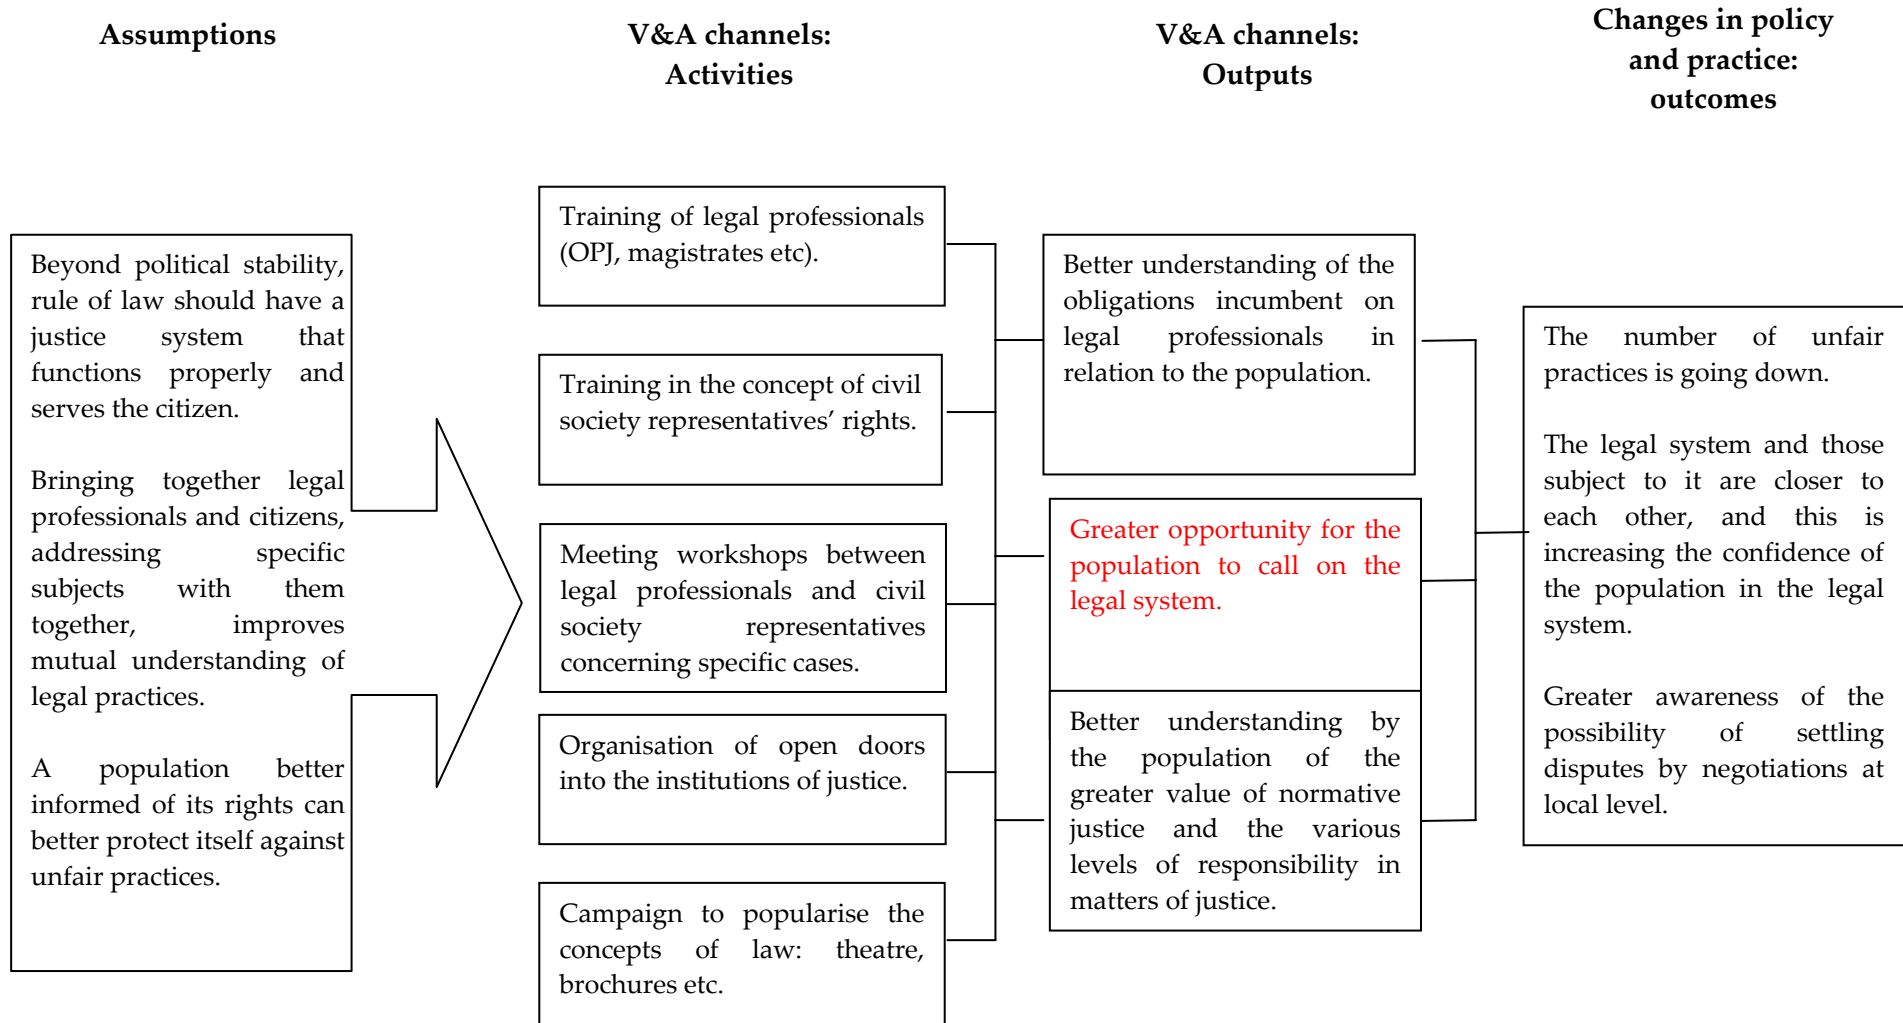 Assumptions
V&A channels:
Activities
V&A channels:
Outputs
Changes in policy
and practice:
outcomes
Beyond political stability,
rule of law should have a
justice system that
functions properly and
serves the citizen.
Bringing together legal
professionals and citizens,
addressing specific
subjects with them
together, improves
mutual understanding of
legal practices.
A population better
informed of its rights can
better protect itself against
unfair practices.
Training of legal professionals
(OPJ, magistrates etc).
Training in the concept of civil
society representatives’ rights.
Meeting workshops between
legal professionals and civil
society representatives
concerning specific cases.
Organisation of open doors
into the institutions of justice.
Campaign to popularise the
concepts of law: theatre,
brochures etc.
Better understanding of the
obligations incumbent on
legal professionals in
relation to the population.
Greater opportunity for the
population to call on the
legal system.
Better understanding by
the population of the
greater value of normative
justice and the various
levels of responsibility in
matters of justice.
The number of unfair
practices is going down.
The legal system and those
subject to it are closer to
each other, and this is
increasing the confidence of
the population in the legal
system.
Greater awareness of the
possibility of settling
disputes by negotiations at
local level.